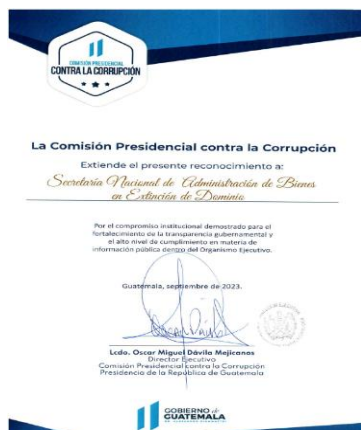 COMISIÓN PRESIDENCIAL
CONTRA LA CORRUPCIÓN
La Comisión Presidencial contra la Corrupción
Extiende el presente reconocimiento a:
Secretaría Nacional de Administración de Bienes
en Extinción de Dominio
Por el compromiso institucional demostrado para el
fortalecimiento de la transparencia gubernamental y
el alto nivel de cumplimiento en materia de
información pública dentro del Organismo Ejecutivo.
Guatemala, septiembre de 2023.
Lcdo. Oscar Miguel Dávila Mejicanos
Director Ejecutivo
Comisión Presidencial contra la Corrupción
Presidencia de la República de Guatemala
GOBIERNO de
GUATEMALA